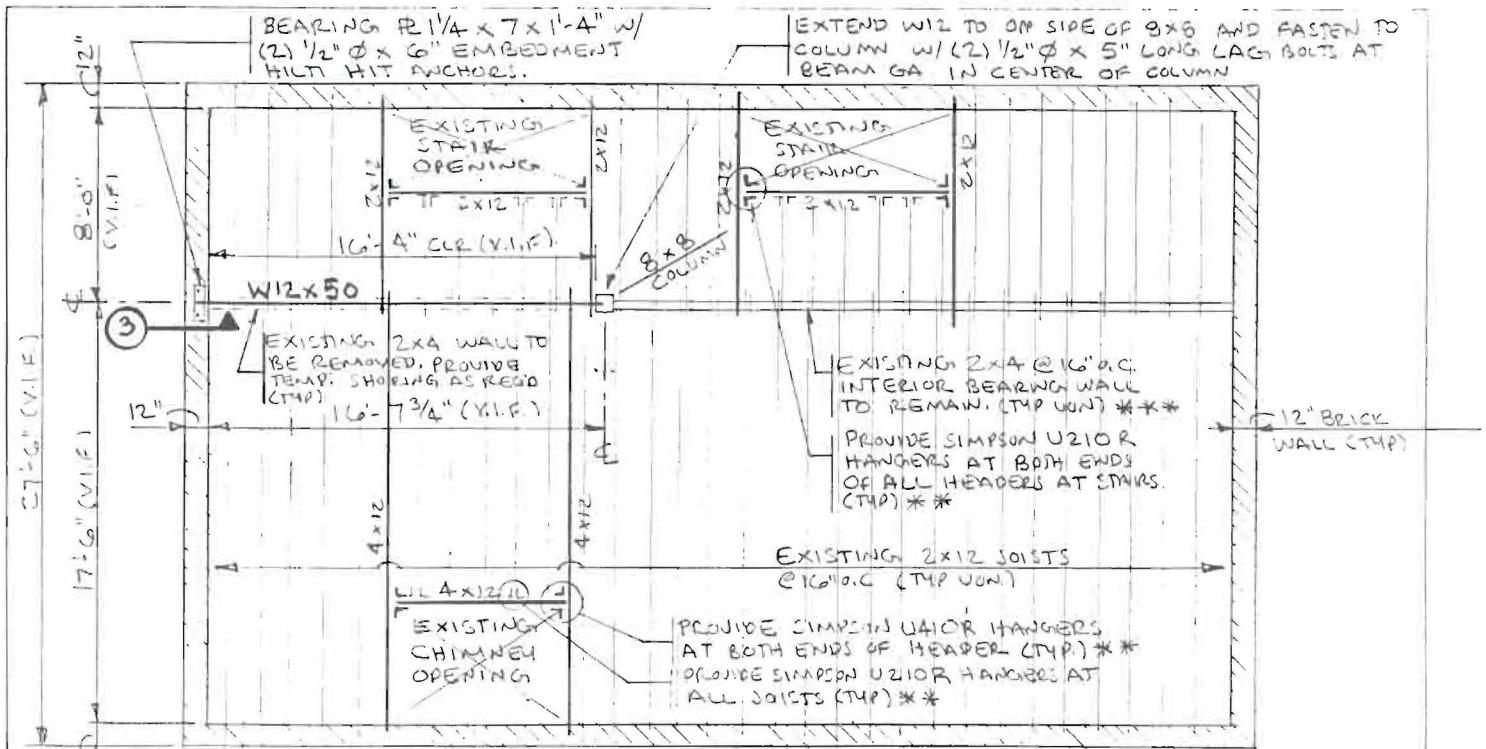 BEARING PL 1 1/4 x 7 x 1'-4" W/
(2) 1/2" Ø x 6" EMBEDMENT
HILTI HIT ANCHORS.
EXTEND W12 TO OPP SIDE OF 8x8 AND FASTEN TO
COLUMN W/ (2) 1/2" Ø x 5" LONG LAG BOLTS AT
BEAM GA IN CENTER OF COLUMN
12"
8'-0"
(V.I.F)
27'-6" (V.I.F)
17'-6" (V.I.F)
EXISTING
STAIR
OPENING
2x12
2x12
2x12
EXISTING
STAIR
OPENING
2x12
2x12
2x12
16'-4" CLR (V.I.F).
8x8
COLUMN
W12x50
3
EXISTING 2x4 WALL TO
BE REMOVED. PROVIDE
TEMP. SHORING AS REQ'D
(TYP)
12"
16'-7 3/4" (V.I.F.)
EXISTING 2x4 @ 16" o.c.
INTERIOR BEARING WALL
TO REMAIN. (TYP UON) ***
12" BRICK
WALL (TYP)
PROVIDE SIMPSON U210R
HANGERS AT BOTH ENDS
OF ALL HEADERS AT STAIRS.
(TYP) **
4x12
4x12
EXISTING 2x12 JOISTS
@ 16" o.c (TYP UON.)
4x12
EXISTING
CHIMNEY
OPENING
PROVIDE SIMPSON U410R HANGERS
AT BOTH ENDS OF HEADER (TYP.) **
PROVIDE SIMPSON U210R HANGERS AT
ALL JOISTS (TYP) **